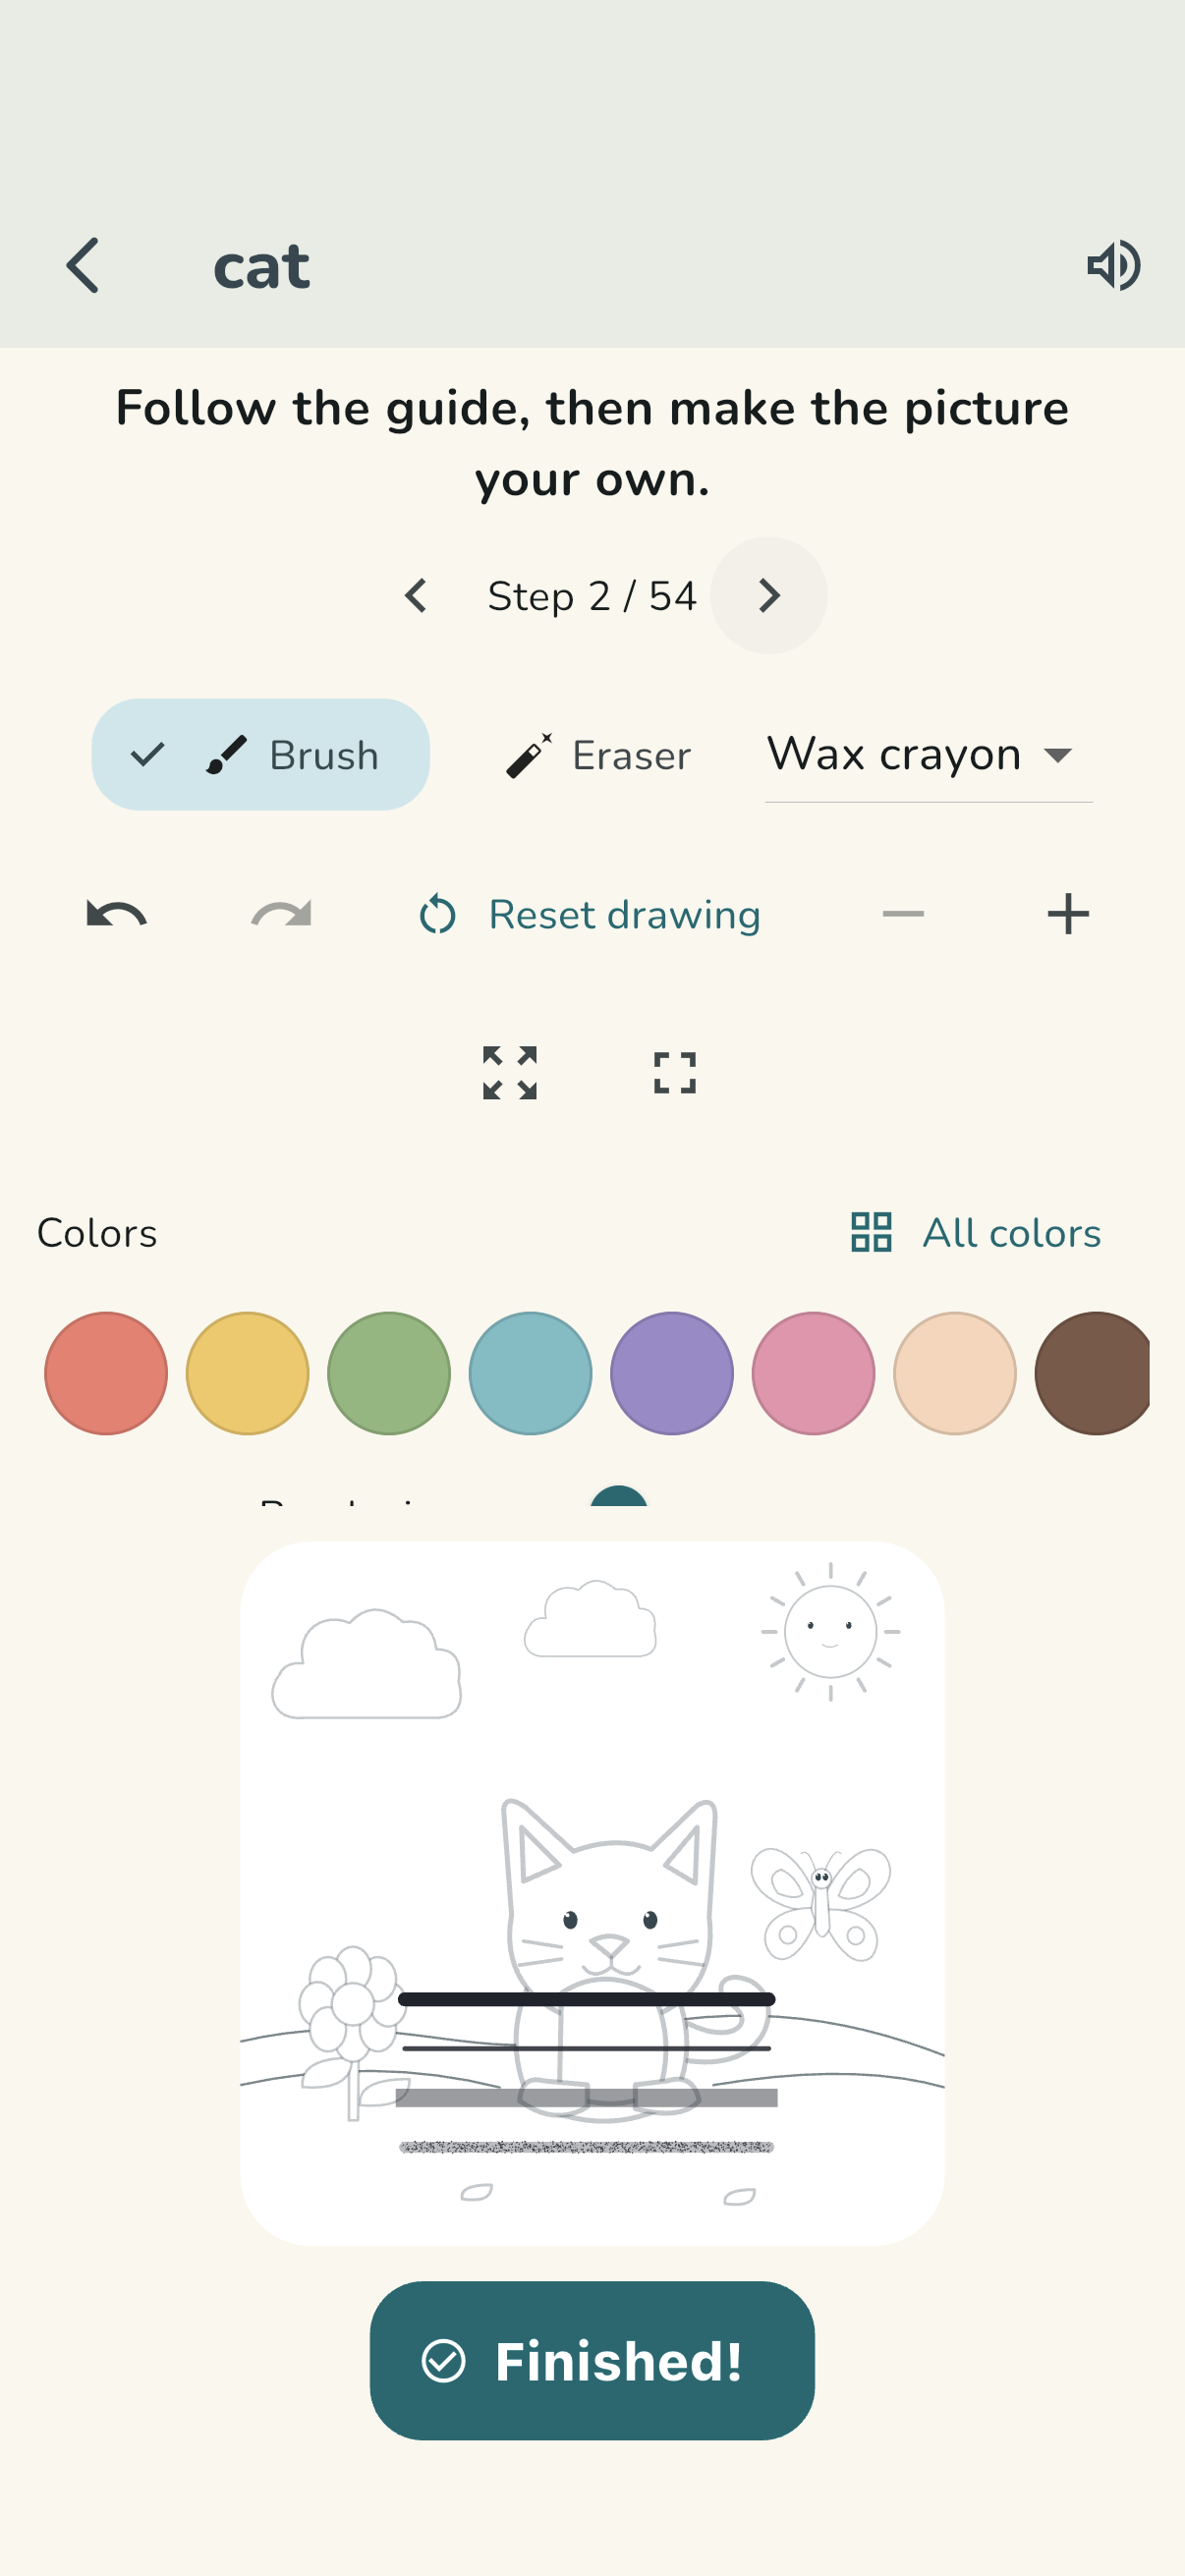 cat
Follow the guide, then make the picture
your own.
Step 2 / 54
Brush
Eraser
Wax crayon
Reset drawing
Colors
All colors
Finished!